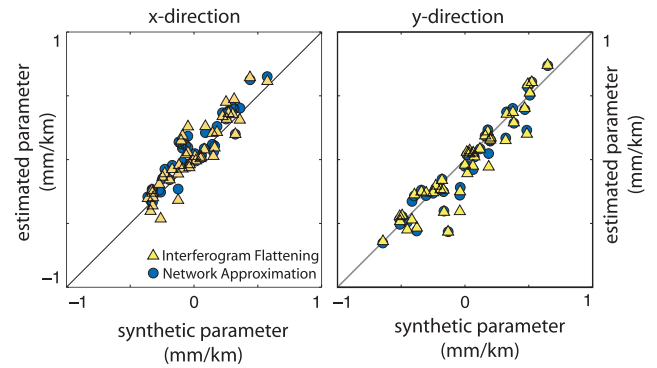 x-direction
y-direction
1
1
estimated parameter
(mm/km)
estimated parameter
(mm/km)
Interferogram Flattening
Network Approximation
−1
−1
0
1
−1
0
1
synthetic parameter
(mm/km)
synthetic parameter
(mm/km)